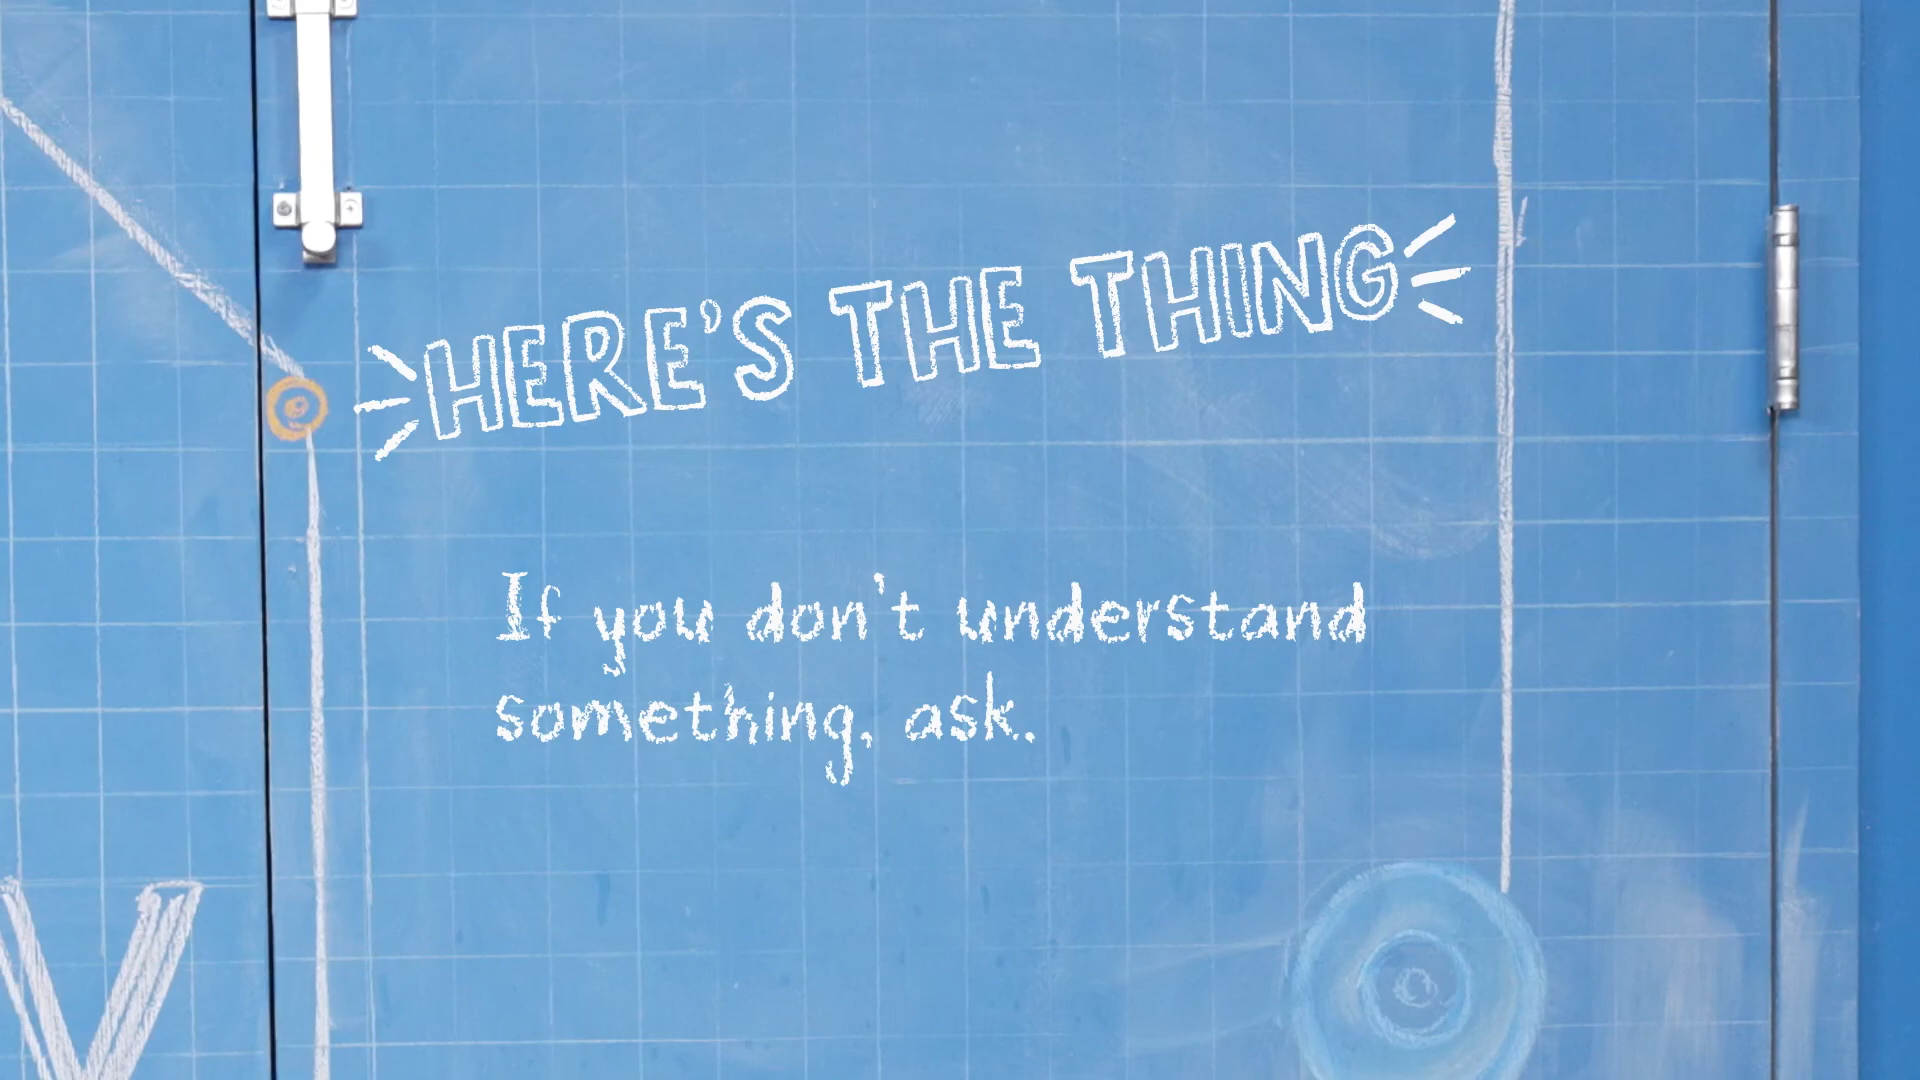 HERE'S THE THING
If you don't understand
something, ask.